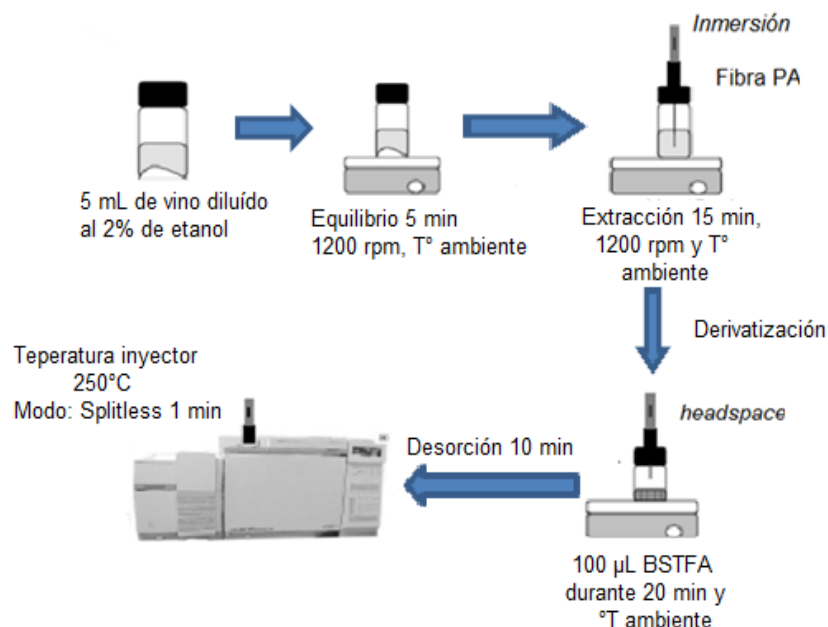 Inmersión
Fibra PA
5 mL de vino diluído
al 2% de etanol
Equilibrio 5 min
1200 rpm, T° ambiente
Extracción 15 min,
1200 rpm y T°
ambiente
Derivatización
headspace
100 µL BSTFA
durante 20 min y
°T ambiente
Desorción 10 min
Teperatura inyector
250°C
Modo: Splitless 1 min